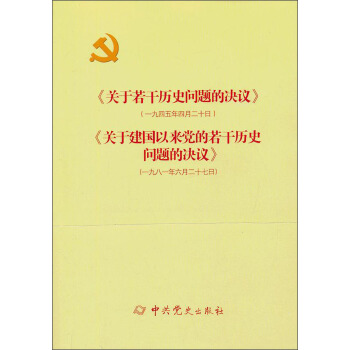 《关于若干历史问题的决议》
(一九四五年四月二十日)
《关于建国以来党的若干历史
问题的决议》
(一九八一年六月二十七日)
中共党史出版社